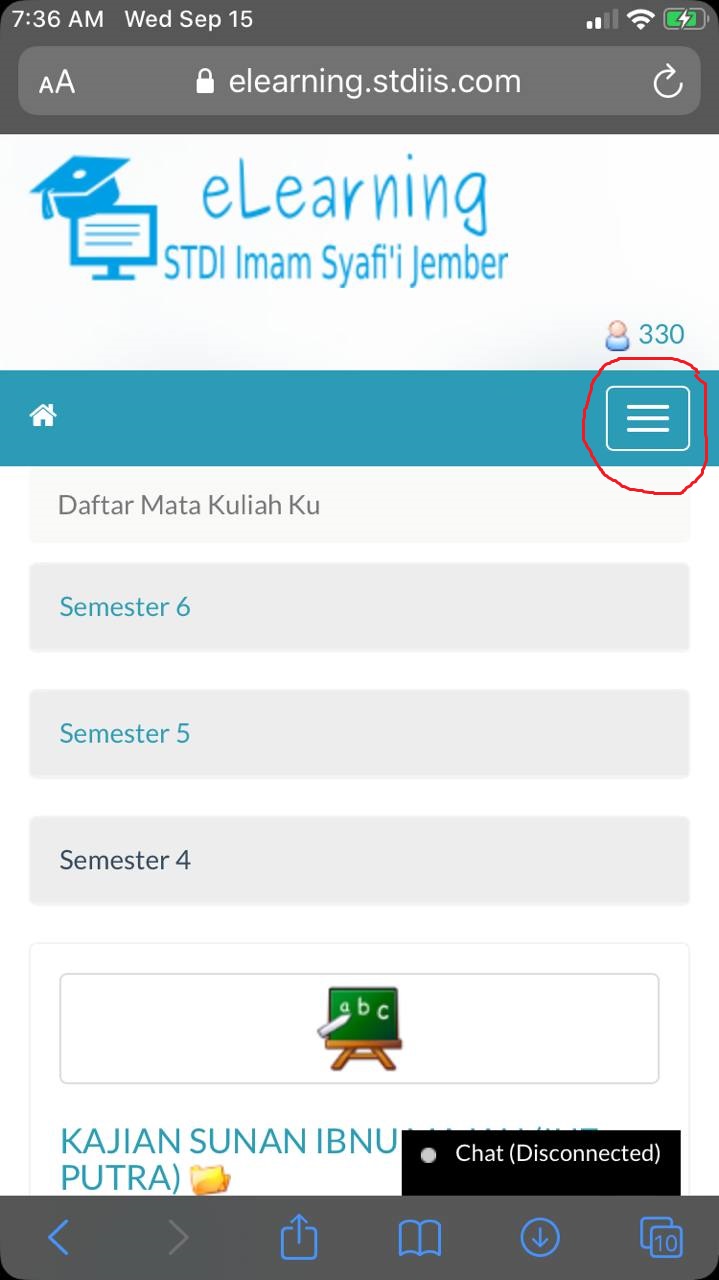 7:36 AM Wed Sep 15
AA elearning.stdiis.com
eLearning
STDI Imam Syafi'i Jember
330
Daftar Mata Kuliah Ku
Semester 6
Semester 5
Semester 4
a b c
KAJIAN SUNAN IBNU
PUTRA)
Chat (Disconnected)
10